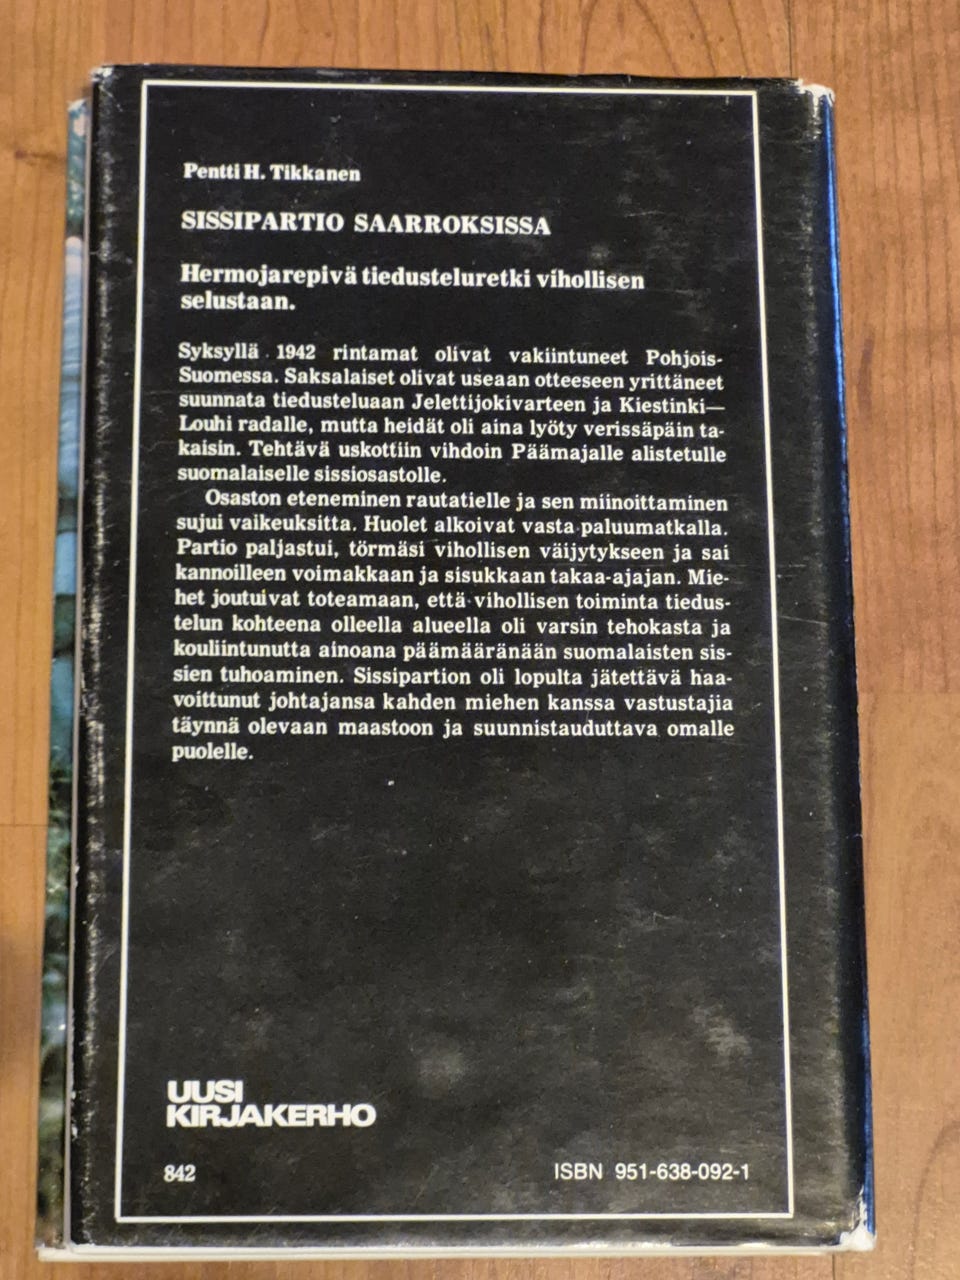 Pentti H. Tikkanen
SISSIPARTIO SAARROKSISSA
Hermojarepivä tiedusteluretki vihollisen
selustaan.
Syksyllä 1942 rintamat olivat vakiintuneet Pohjois-
Suomessa. Saksalaiset olivat useaan otteeseen yrittäneet
suunnata tiedusteluaan Jelettijokivarteen ja Kiestinki—
Louhi radalle, mutta heidät oli aina lyöty verissäpäin ta-
kaisin. Tehtävä uskottiin vihdoin Päämajalle alistetulle
suomalaiselle sissiosastolle.
Osaston eteneminen rautatielle ja sen miinoittaminen
sujui vaikeuksitta. Huolet alkoivat vasta paluumatkalla.
Partio paljastui, törmäsi vihollisen väijytykseen ja sai
kannoilleen voimakkaan ja sisukkaan takaa-ajajan. Mie-
het joutuivat toteamaan, että vihollisen toiminta tiedus-
telun kohteena olleella alueella oli varsin tehokasta ja
kouliintunutta ainoana päämääränään suomalaisten sis-
sien tuhoaminen. Sissipartion oli lopulta jätettävä haa-
voittunut johtajansa kahden miehen kanssa vastustajia
täynnä olevaan maastoon ja suunnistauduttava omalle
puolelle.
UUSI
KIRJAKERHO
842
ISBN 951-638-092-1